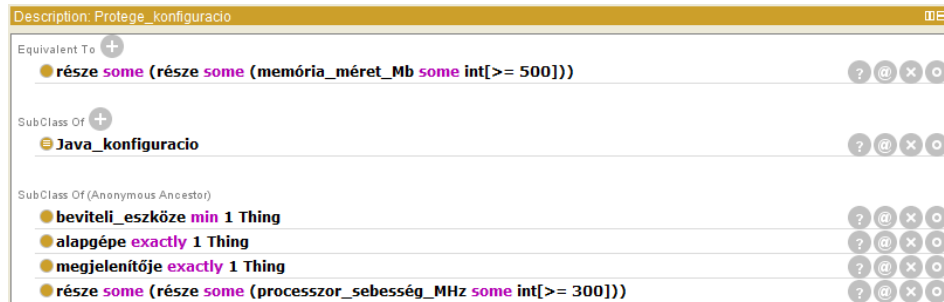 Description: Protege_konfiguracio
Equivalent To
része some (része some (memória_méret_Mb some int[>= 500]))
SubClass Of
Java_konfiguracio
SubClass Of (Anonymous Ancestor)
beviteli_eszköze min 1 Thing
alapgépe exactly 1 Thing
megjelenítője exactly 1 Thing
része some (része some (processzor_sebesség_MHz some int[>= 300]))